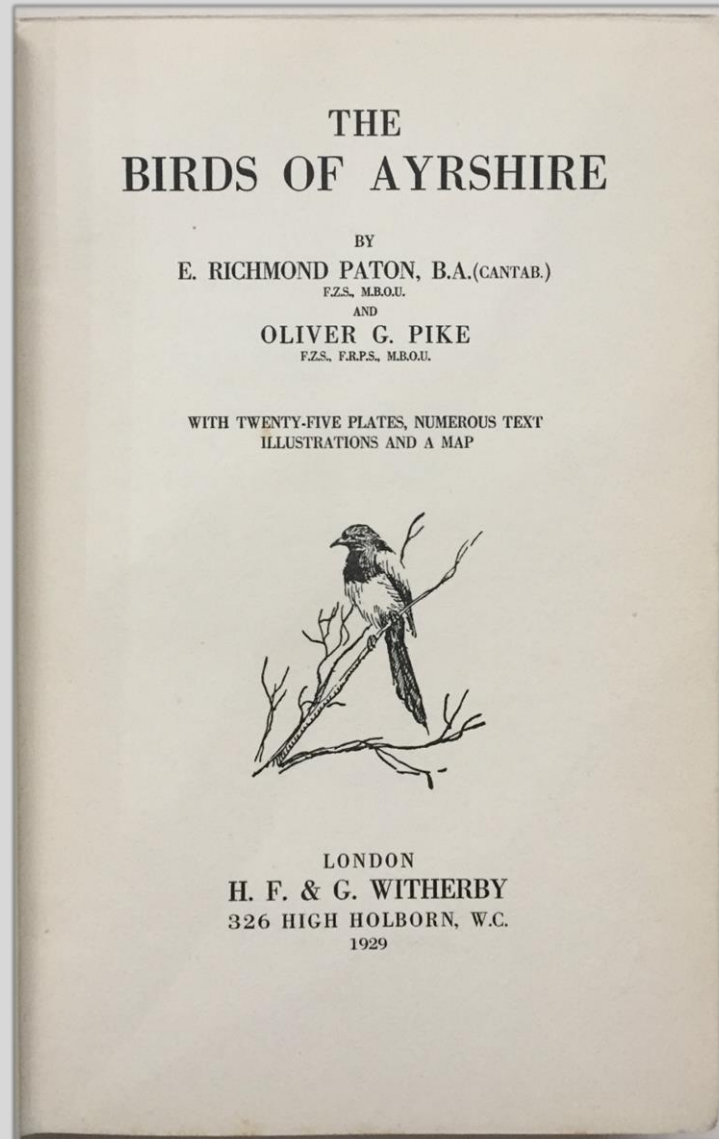 THE
BIRDS OF AYRSHIRE
BY
E. RICHMOND PATON, B.A.(CANTAB.)
F.Z.S., M.B.O.U.
AND
OLIVER G. PIKE
F.Z.S., F.R.P.S., M.B.O.U.
WITH TWENTY-FIVE PLATES, NUMEROUS TEXT
ILLUSTRATIONS AND A MAP
LONDON
H. F. & G. WITHERBY
326 HIGH HOLBORN, W.C.
1929